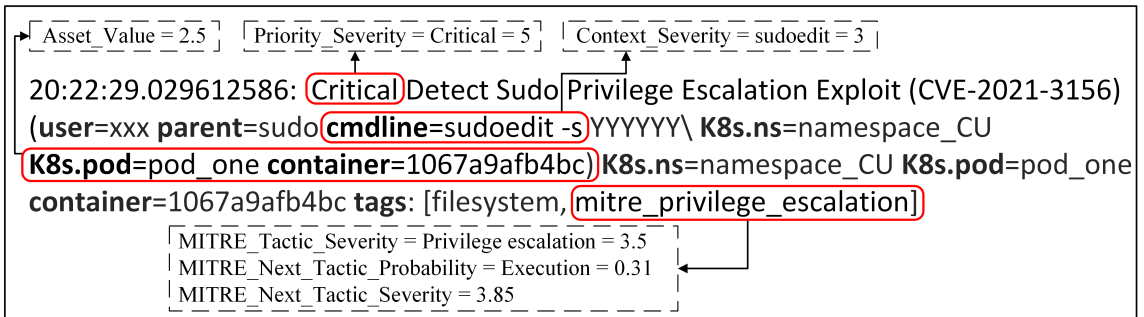 Asset_Value = 2.5 Priority_Severity = Critical = 5 Context_Severity = sudoedit = 3
20:22:29.029612586: Critical Detect Sudo Privilege Escalation Exploit (CVE-2021-3156)
(user=xxx parent=sudo cmdline=sudoedit -s YYYYYY\ K8s.ns=namespace_CU
K8s.pod=pod_one container=1067a9afb4bc) K8s.ns=namespace_CU K8s.pod=pod_one
container=1067a9afb4bc tags: [filesystem, mitre_privilege_escalation]
MITRE_Tactic_Severity = Privilege escalation = 3.5
MITRE_Next_Tactic_Probability = Execution = 0.31
MITRE_Next_Tactic_Severity = 3.85